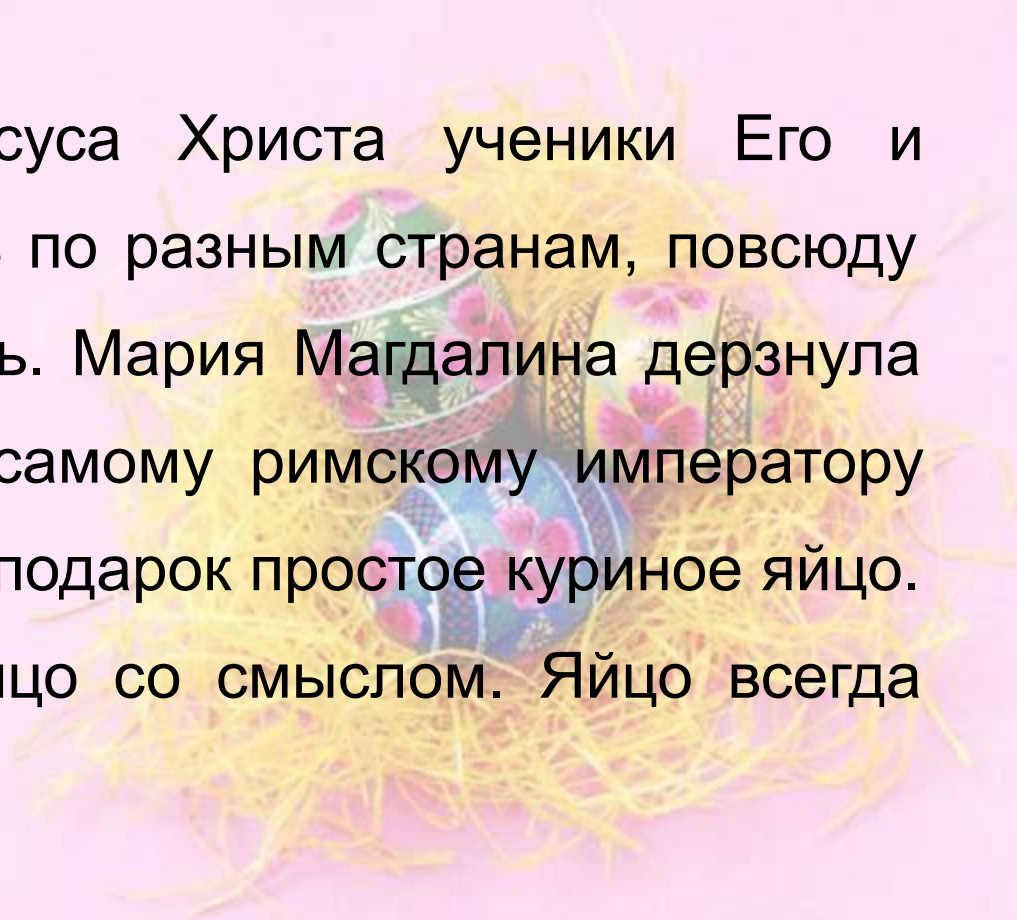 суса Христа ученики Его и
по разным странам, повсюду
ь. Мария Магдалина дерзнула
самому римскому императору
подарок простое куриное яйцо.
йцо со смыслом. Яйцо всегда